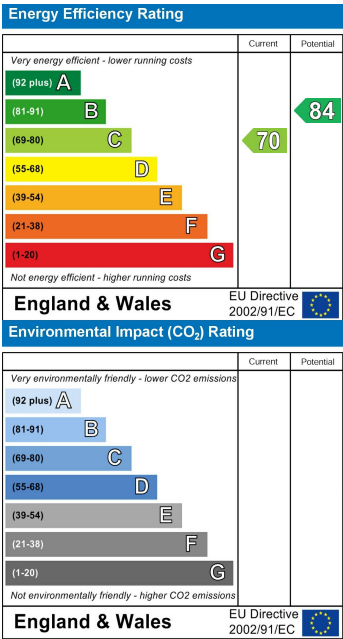 Energy Efficiency Rating
Current Potential
Very energy efficient - lower running costs
(92 plus) A
(81-91) B
84
(69-80) C
70
(55-68) D
(39-54) E
(21-38) F
(1-20) G
Not energy efficient - higher running costs
England & Wales
EU Directive
2002/91/EC
Environmental Impact (CO₂) Rating
Current Potential
Very environmentally friendly - lower CO2 emissions
(92 plus) A
(81-91) B
(69-80) C
(55-68) D
(39-54) E
(21-38) F
(1-20) G
Not environmentally friendly - higher CO2 emissions
England & Wales
EU Directive
2002/91/EC